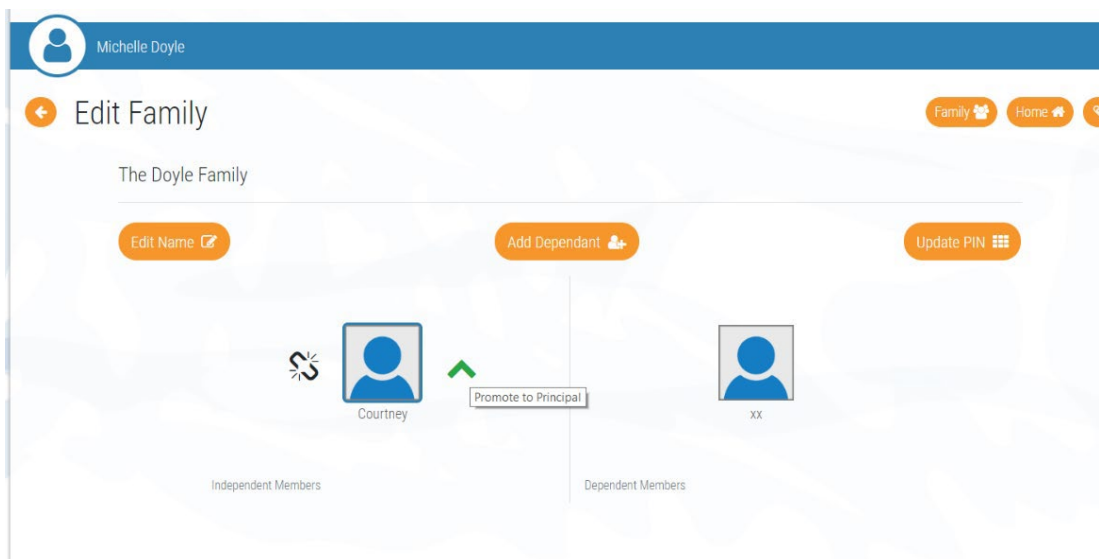 Michelle Doyle
Edit Family
Family
Home
The Doyle Family
Edit Name
Add Dependant
Update PIN
Promote to Principal
Courtney
xx
Independent Members
Dependent Members